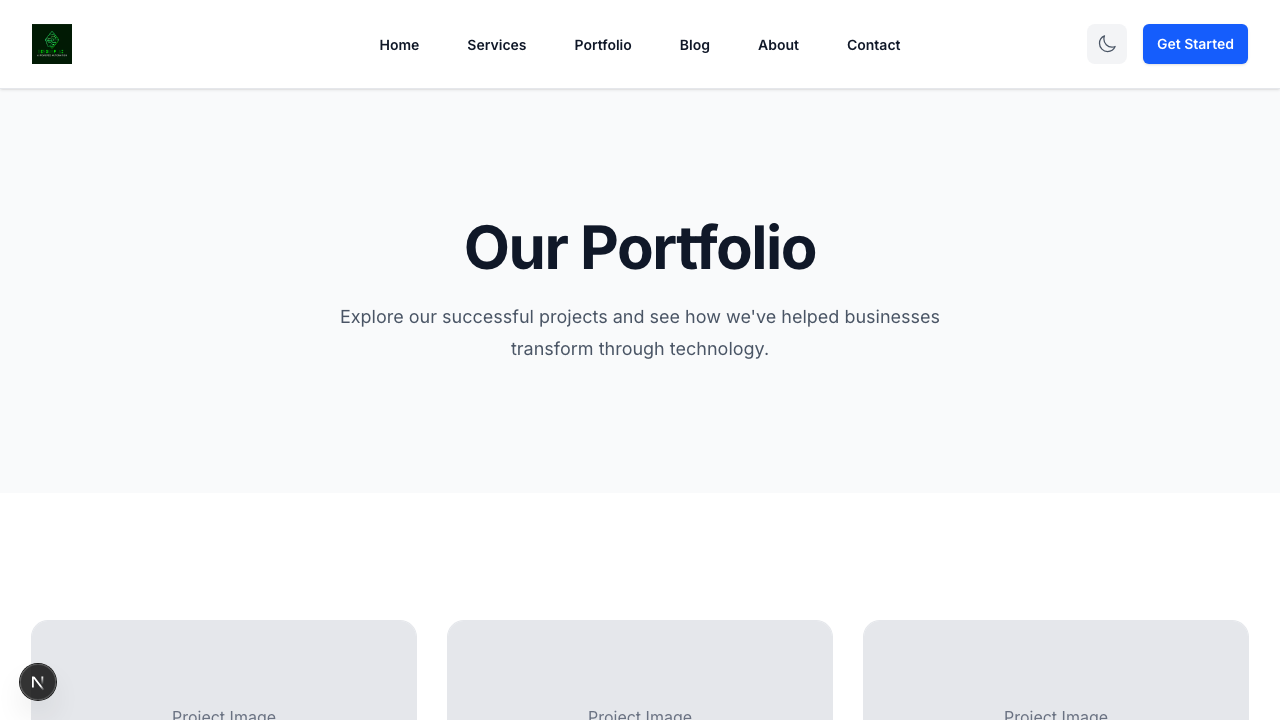 Home
Services
Portfolio
Blog
About
Contact
Get Started
Our Portfolio
Explore our successful projects and see how we've helped businesses
transform through technology.
Project Image
Project Image
Project Image